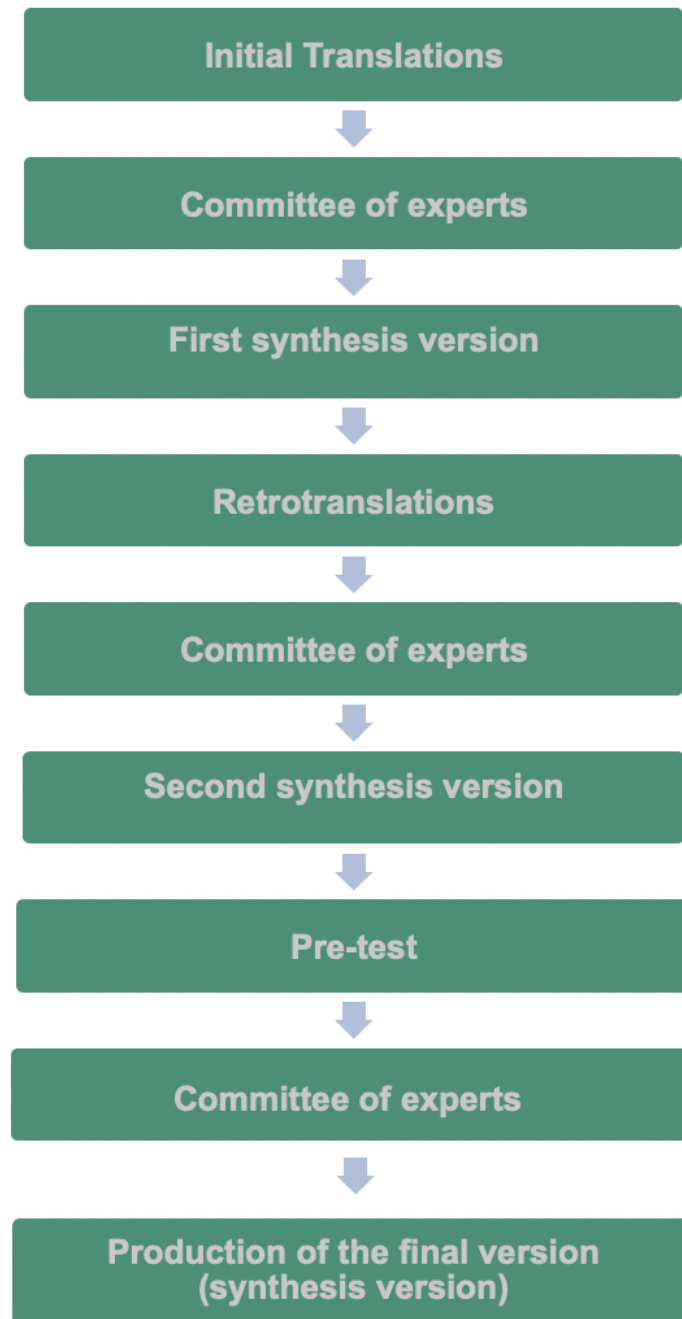 Initial Translations
Committee of experts
First synthesis version
Retrotranslations
Committee of experts
Second synthesis version
Pre-test
Committee of experts
Production of the final version
(synthesis version)